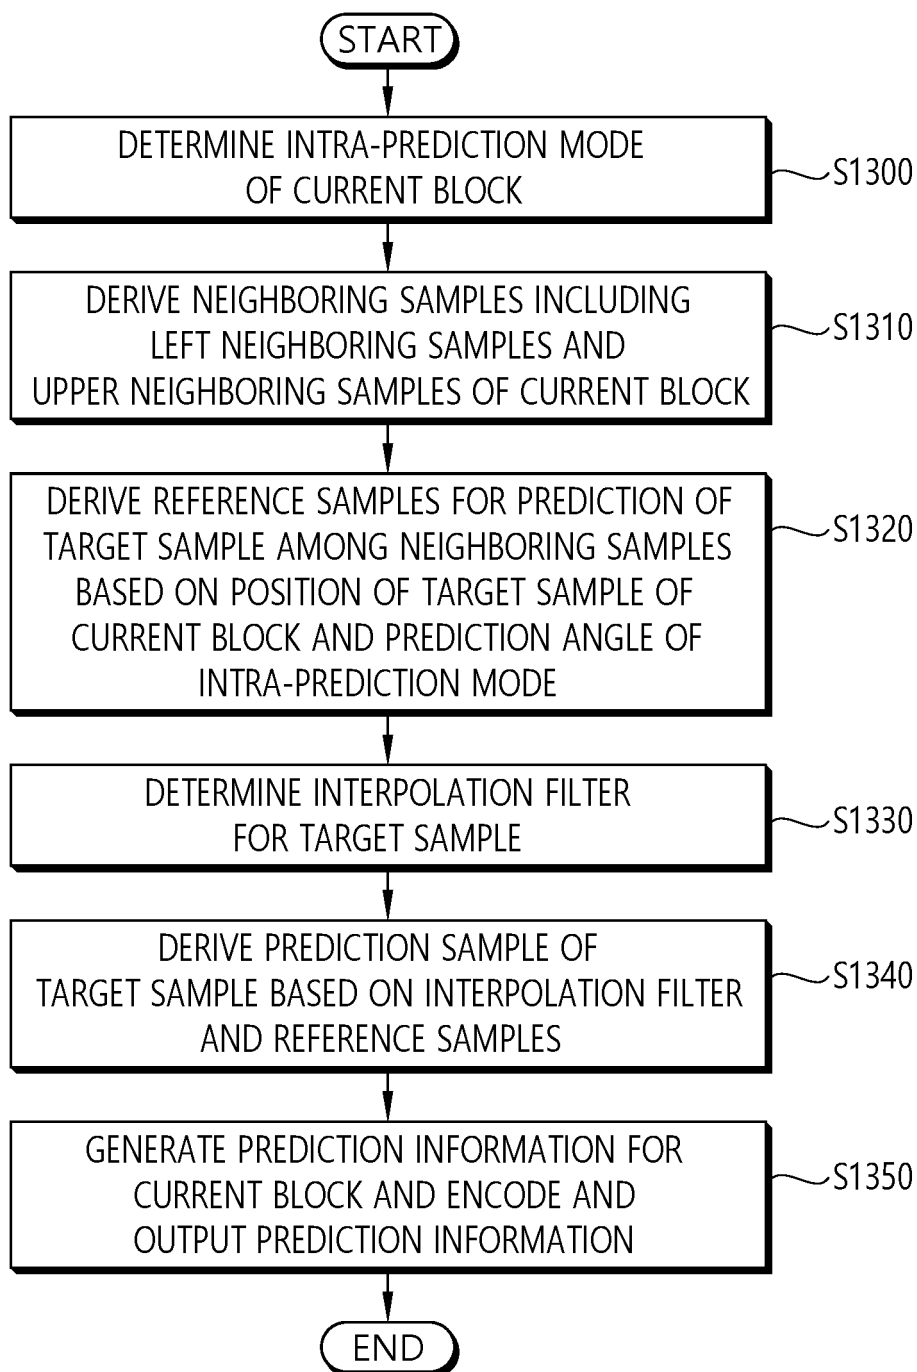 START
DETERMINE INTRA-PREDICTION MODE
OF CURRENT BLOCK
S1300
DERIVE NEIGHBORING SAMPLES INCLUDING
LEFT NEIGHBORING SAMPLES AND
UPPER NEIGHBORING SAMPLES OF CURRENT BLOCK
S1310
DERIVE REFERENCE SAMPLES FOR PREDICTION OF
TARGET SAMPLE AMONG NEIGHBORING SAMPLES
BASED ON POSITION OF TARGET SAMPLE OF
CURRENT BLOCK AND PREDICTION ANGLE OF
INTRA-PREDICTION MODE
S1320
DETERMINE INTERPOLATION FILTER
FOR TARGET SAMPLE
S1330
DERIVE PREDICTION SAMPLE OF
TARGET SAMPLE BASED ON INTERPOLATION FILTER
AND REFERENCE SAMPLES
S1340
GENERATE PREDICTION INFORMATION FOR
CURRENT BLOCK AND ENCODE AND
OUTPUT PREDICTION INFORMATION
S1350
END